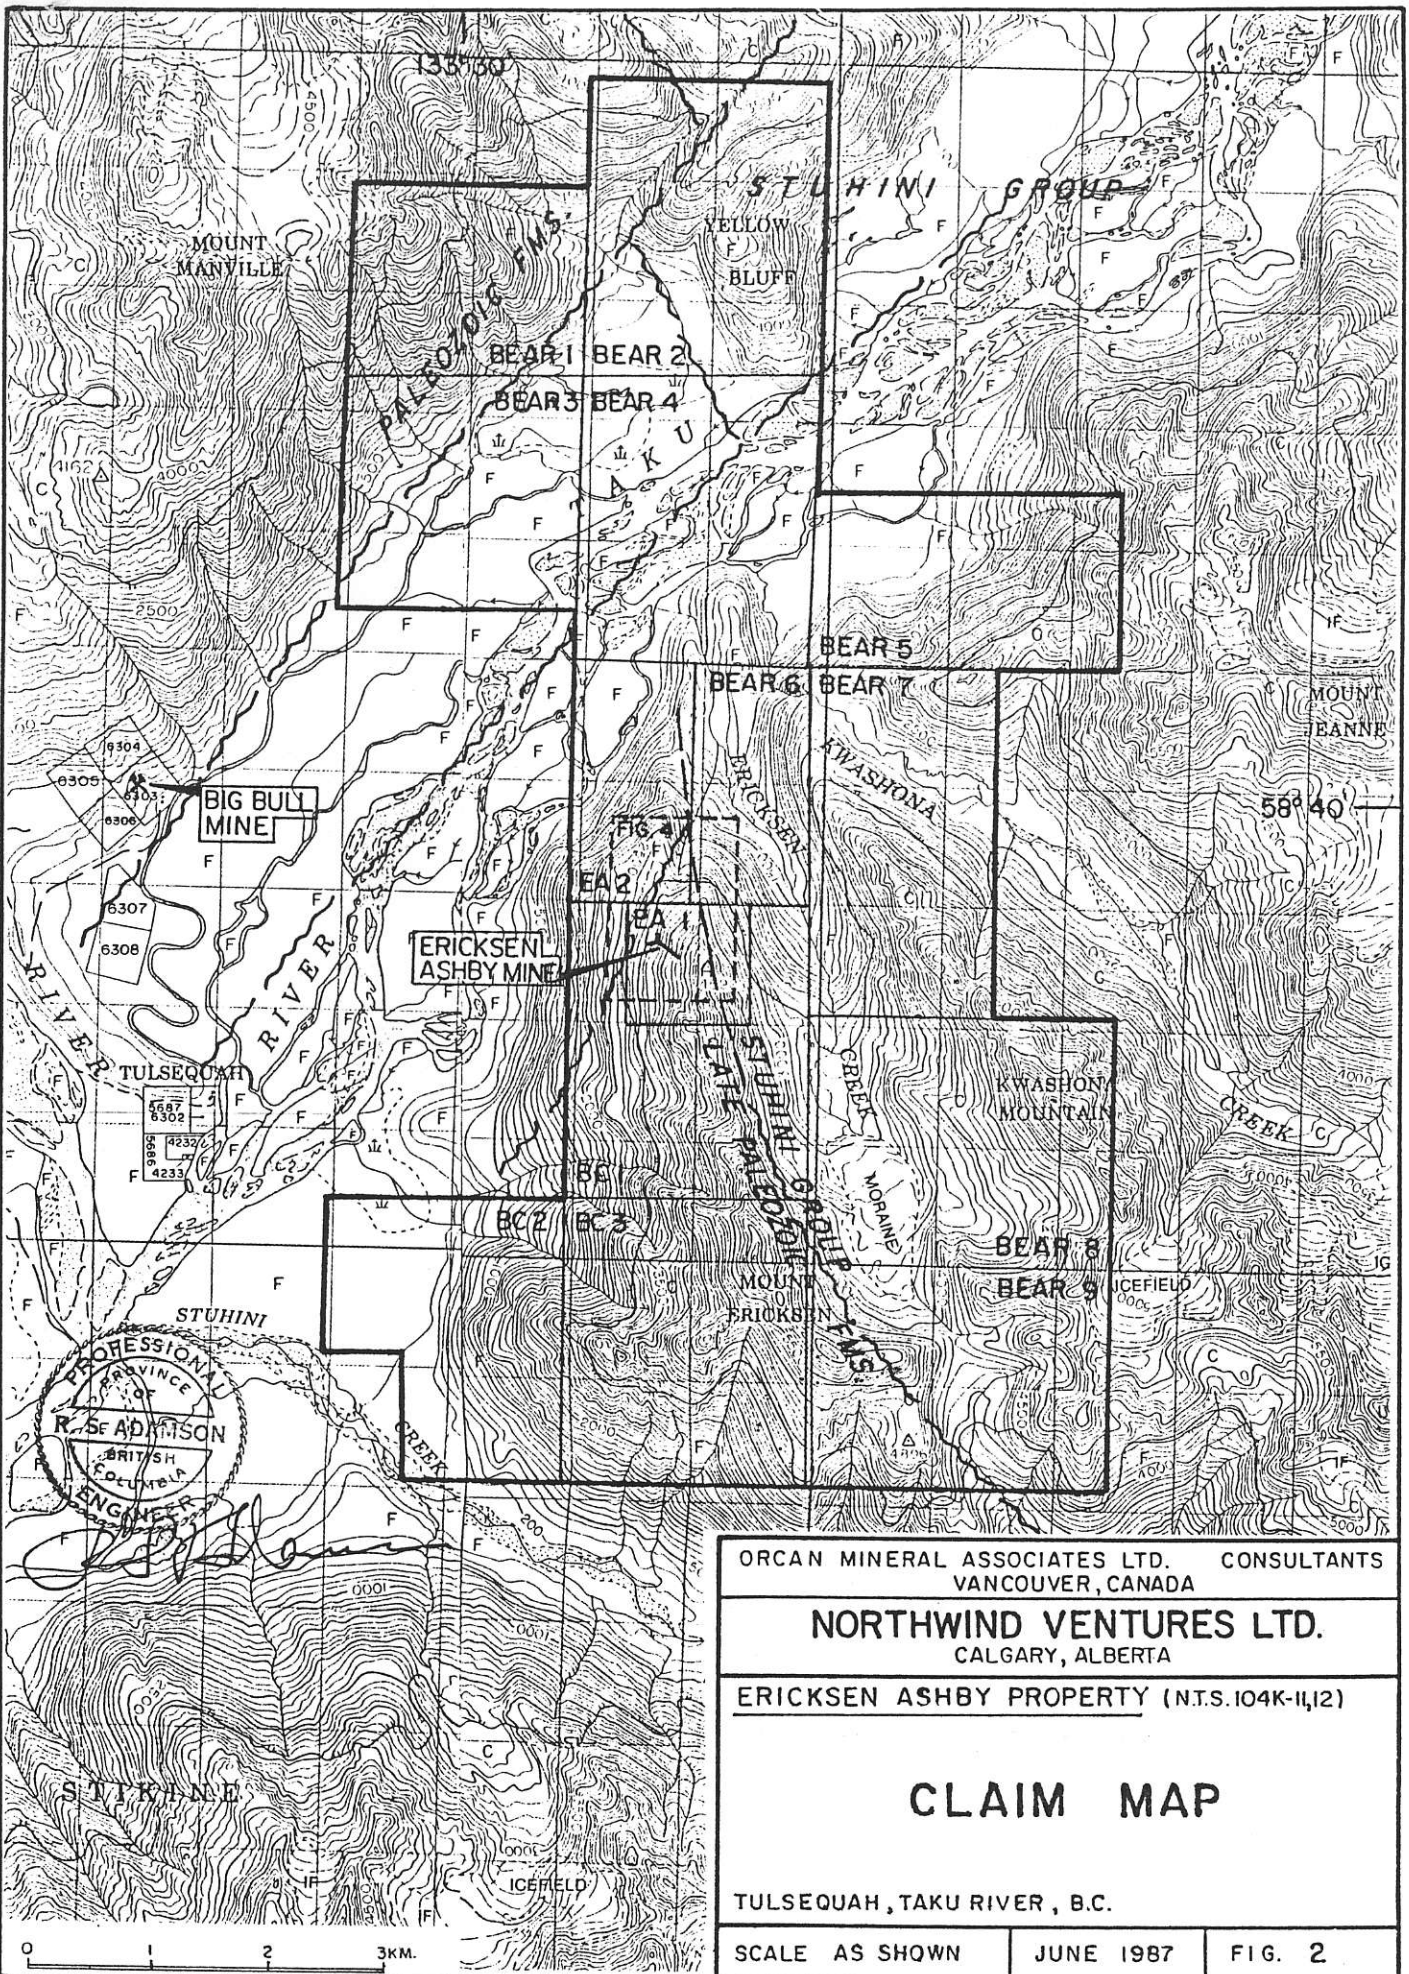 133°30'
4500
C
F
STUHINI GROUP
MOUNT
MANVILLE
YELLOW
F
BLUFF
PALEOZOIC FMS.
BEAR 1 BEAR 2
BEAR 3 BEAR 4
TAKU
4162
4000
2500
BEAR 5
BEAR 6 BEAR 7
MOUNT
JEANNE
IF
6304
6305
6303
6306
BIG BULL
MINE
ERICKSEN
KWASHONA
58°40'
FIG. 4
EA 2
EA 1
6307
6308
ERICKSEN
ASHBY MINE
RIVER
RIVER
TULSEQUAH
5687
6302
5686
4232
4233
STUHINI GROUP
LATE PALEOZOIC FMS.
CREEK
KWASHONA
MOUNTAIN
CREEK
MORAINE
BC 1
BC 2 BC 3
BEAR 8
BEAR 9
ICEFIELD
MOUNT
ERICKSEN
STUHINI
CREEK
PROFESSIONAL
PROVINCE
OF
R. S. ADAMSON
BRITISH
COLUMBIA
ENGINEER
200
1000
STIKINE
ICEFIELD
IF
0 1 2 3KM.
ORCAN MINERAL ASSOCIATES LTD. CONSULTANTS
VANCOUVER, CANADA
NORTHWIND VENTURES LTD.
CALGARY, ALBERTA
ERICKSEN ASHBY PROPERTY (N.T.S. 104K-11,12)
CLAIM MAP
TULSEQUAH, TAKU RIVER, B.C.
SCALE AS SHOWN JUNE 1987 FIG. 2